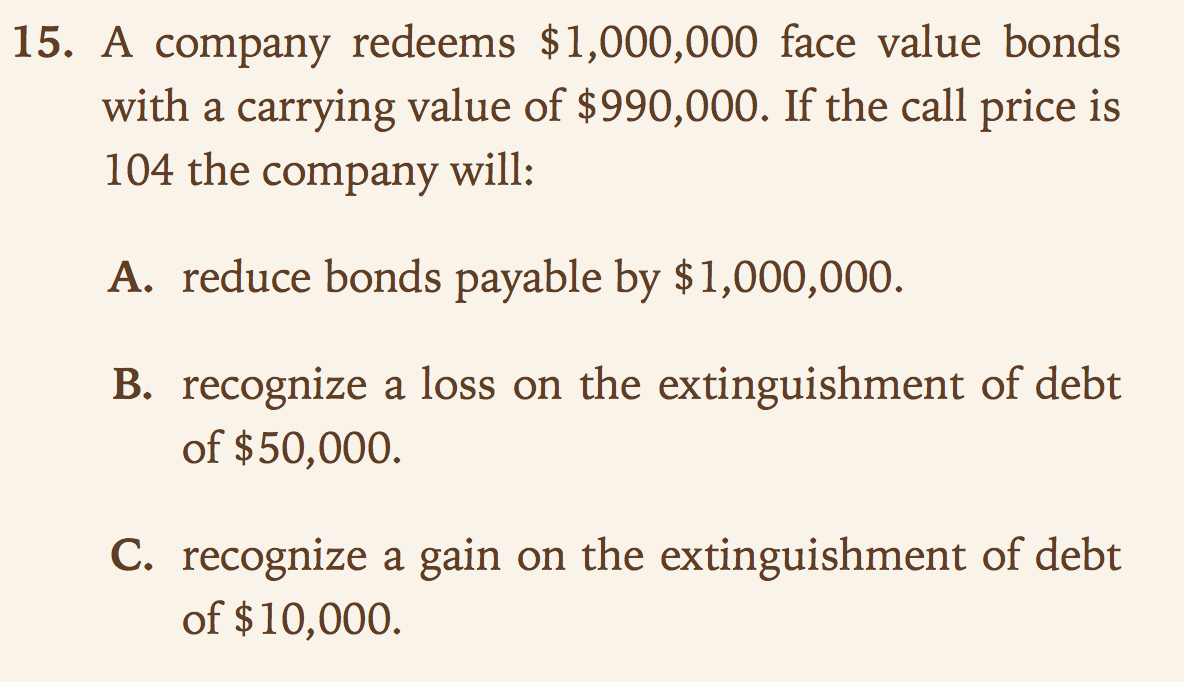 15. A company redeems $1,000,000 face value bonds
with a carrying value of $990,000. If the call price is
104 the company will:
A. reduce bonds payable by $1,000,000.
B. recognize a loss on the extinguishment of debt
of $50,000.
C. recognize a gain on the extinguishment of debt
of $10,000.